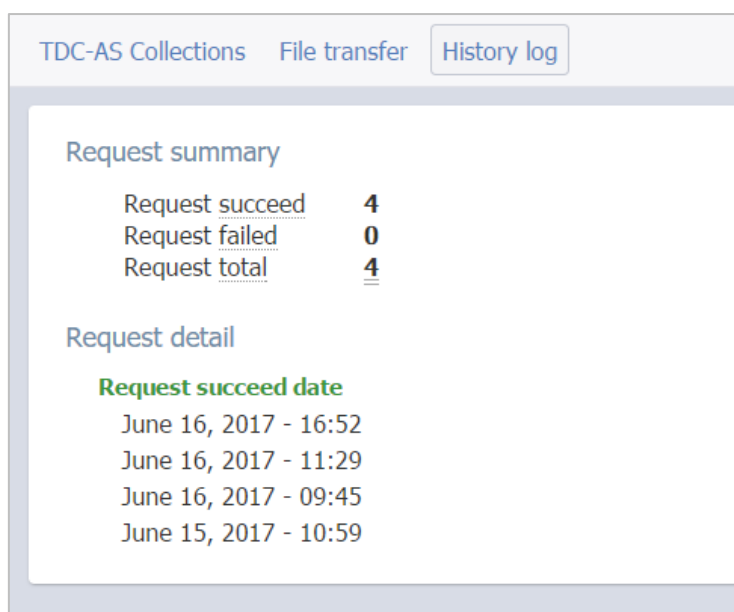 TDC-AS Collections File transfer History log
Request summary
Request succeed 4
Request failed 0
Request total 4
Request detail
Request succeed date
June 16, 2017 - 16:52
June 16, 2017 - 11:29
June 16, 2017 - 09:45
June 15, 2017 - 10:59